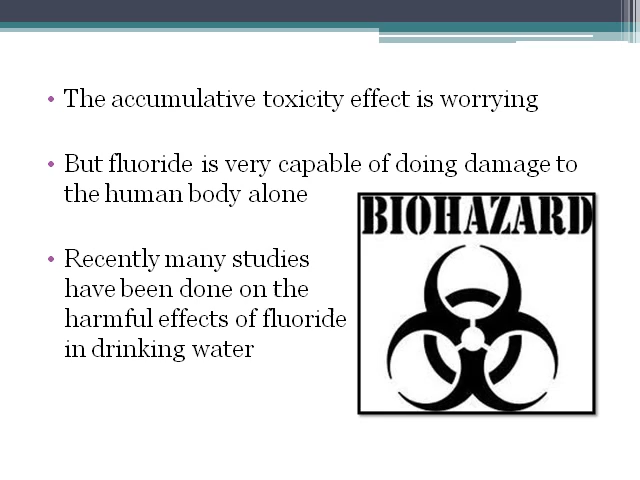 • The accumulative toxicity effect is worrying
• But fluoride is very capable of doing damage to
the human body alone
BIOHAZARD
• Recently many studies
have been done on the
harmful effects of fluoride
in drinking water